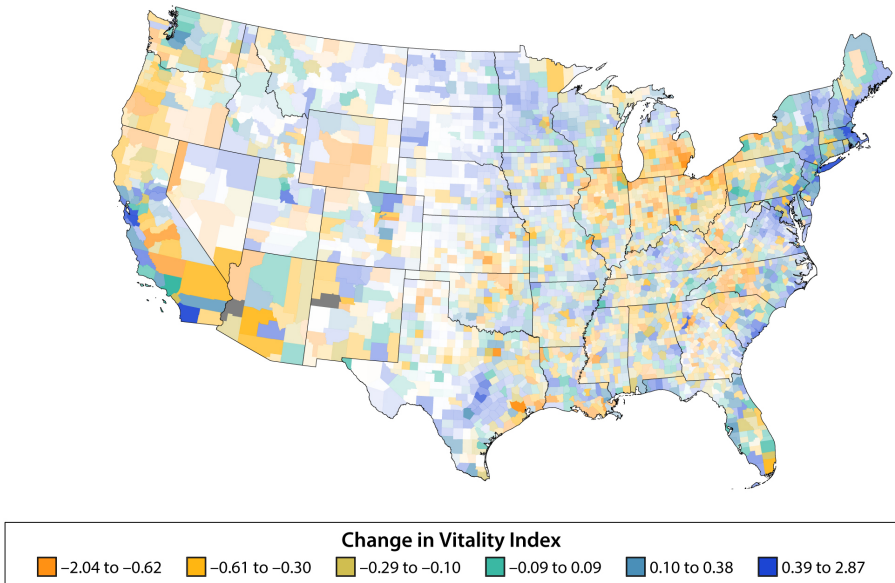 Change in Vitality Index
–2.04 to –0.62 –0.61 to –0.30 –0.29 to –0.10 –0.09 to 0.09 0.10 to 0.38 0.39 to 2.87